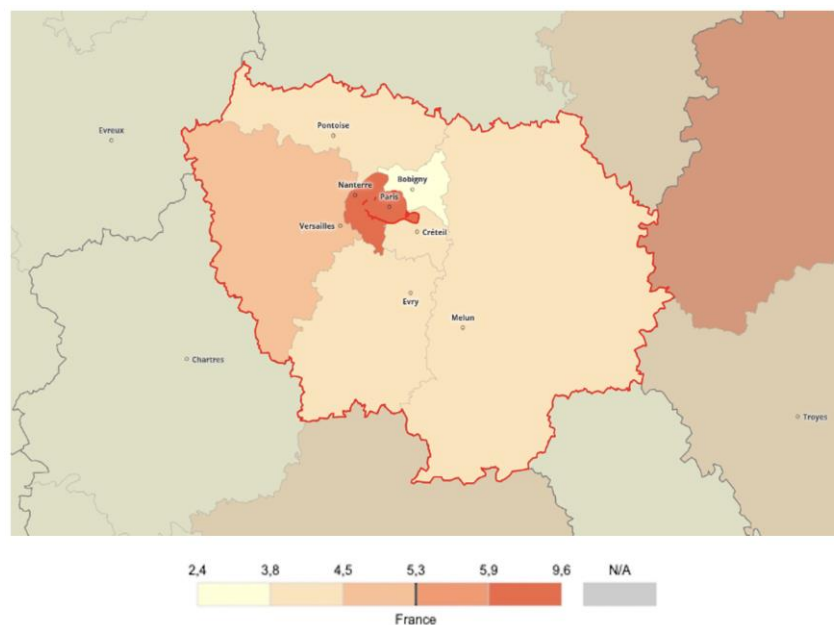 Pontoise
Evreux
Bobigny
Nanterre
Paris
Versailles
Créteil
Evry
Melun
Chartres
Troyes
2,4 3,8 4,5 5,3 5,9 9,6 N/A
France